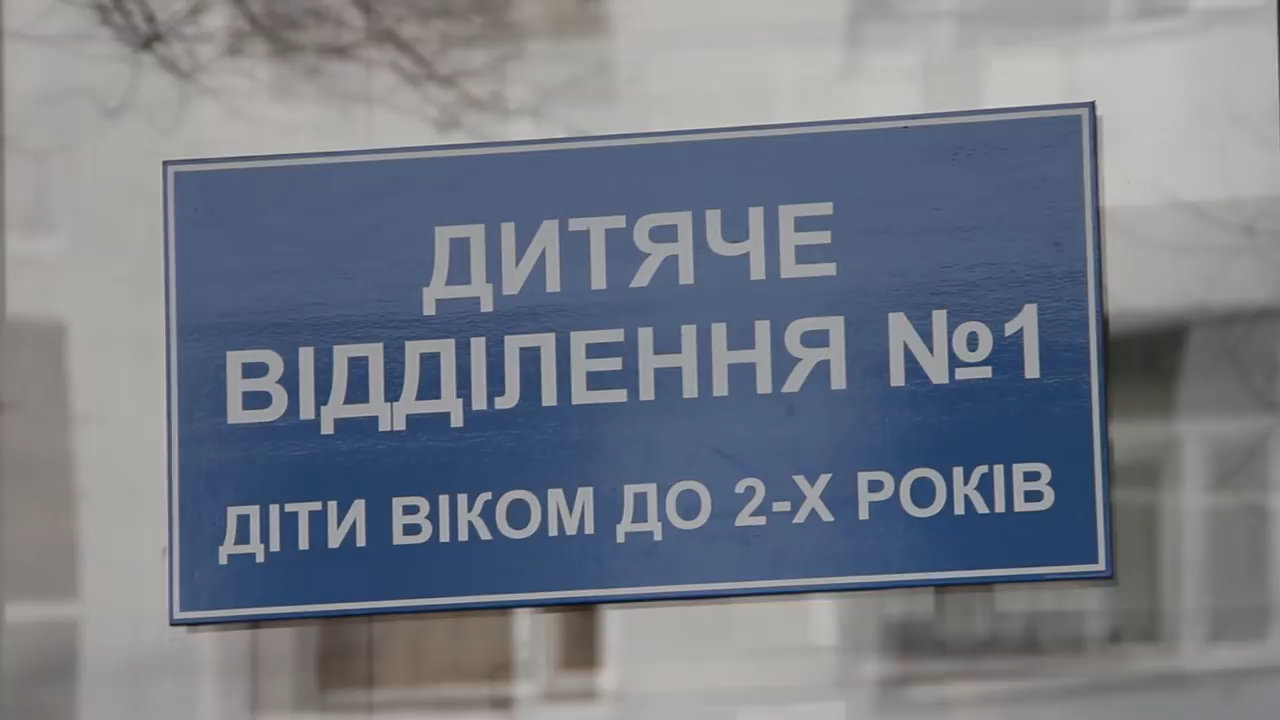 ДИТЯЧЕ
ВІДДІЛЕННЯ №1
ДІТИ ВІКОМ ДО 2-Х РОКІВ